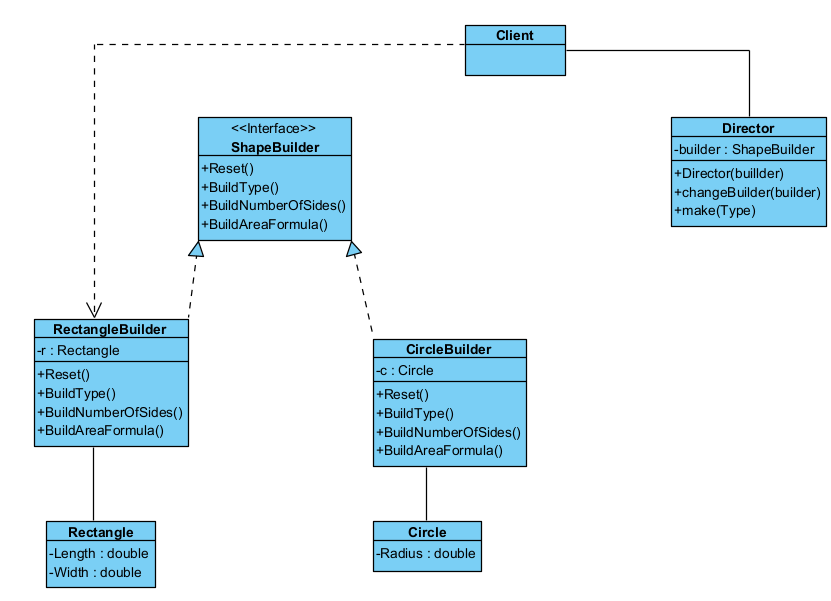 Client
<<Interface>>
ShapeBuilder
+Reset()
+BuildType()
+BuildNumberOfSides()
+BuildAreaFormula()
Director
-builder : ShapeBuilder
+Director(buillder)
+changeBuilder(builder)
+make(Type)
RectangleBuilder
-r : Rectangle
+Reset()
+BuildType()
+BuildNumberOfSides()
+BuildAreaFormula()
CircleBuilder
-c : Circle
+Reset()
+BuildType()
+BuildNumberOfSides()
+BuildAreaFormula()
Rectangle
-Length : double
-Width : double
Circle
-Radius : double